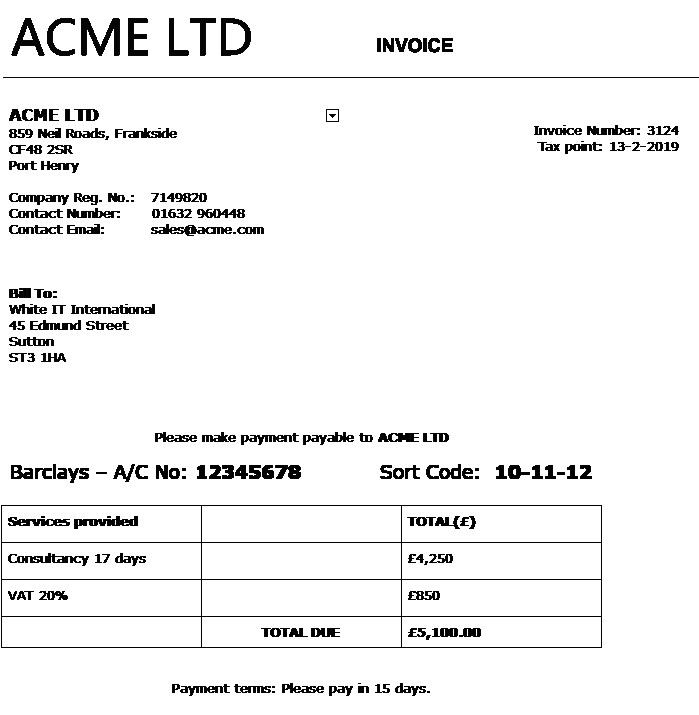 ACME LTD
INVOICE
ACME LTD
859 Neil Roads, Frankside
CF48 2SR
Port Henry
Invoice Number: 3124
Tax point: 13-2-2019
Company Reg. No.: 7149820
Contact Number: 01632 960448
Contact Email: sales@acme.com
Bill To:
White IT International
45 Edmund Street
Sutton
ST3 1HA
Please make payment payable to ACME LTD
Barclays – A/C No: 12345678 Sort Code: 10-11-12
Services provided TOTAL(£)
Consultancy 17 days £4,250
VAT 20% £850
TOTAL DUE £5,100.00
Payment terms: Please pay in 15 days.